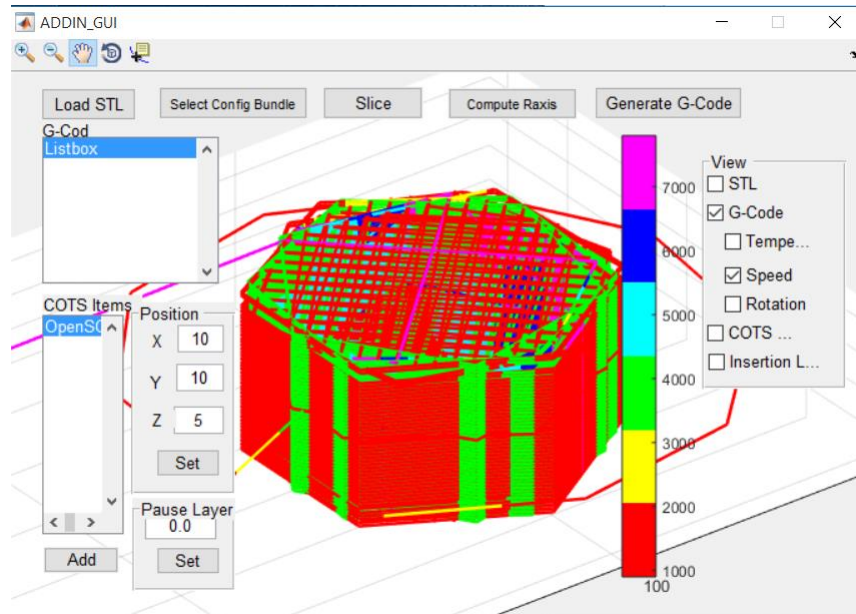 ADDIN_GUI
Load STL
Select Config Bundle
Slice
Compute Raxis
Generate G-Code
G-Cod
Listbox
7000
6000
5000
4000
3000
2000
1000
100
View
STL
G-Code
Tempe...
Speed
Rotation
COTS ...
Insertion L...
COTS Items
OpenSC
Position
X 10
Y 10
Z 5
Set
Pause Layer
0.0
Set
Add